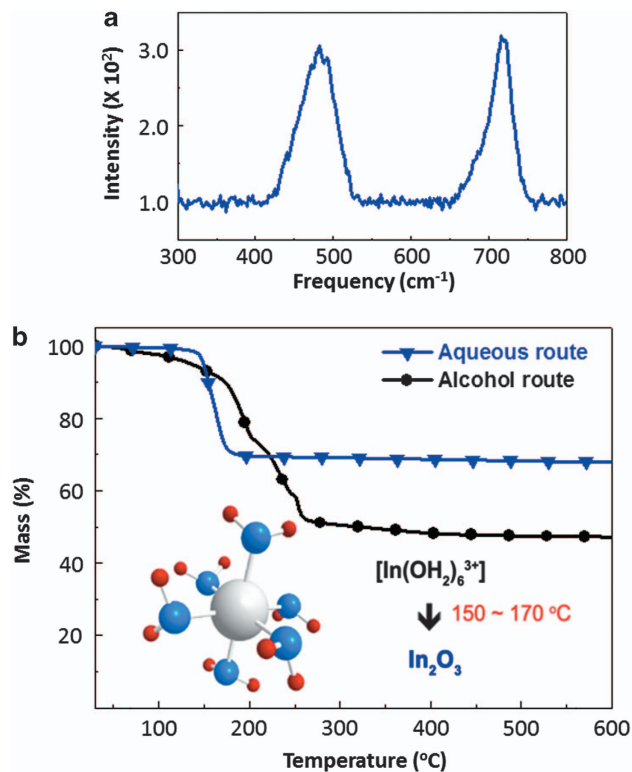 a
3.0
2.0
1.0
Intensity (X 10²)
300 400 500 600 700 800
Frequency (cm⁻¹)
b
100
80
60
40
20
Mass (%)
Aqueous route
Alcohol route
[In(OH₂)₆³⁺]
150 ~ 170 ºC
In₂O₃
100 200 300 400 500 600
Temperature (ºC)